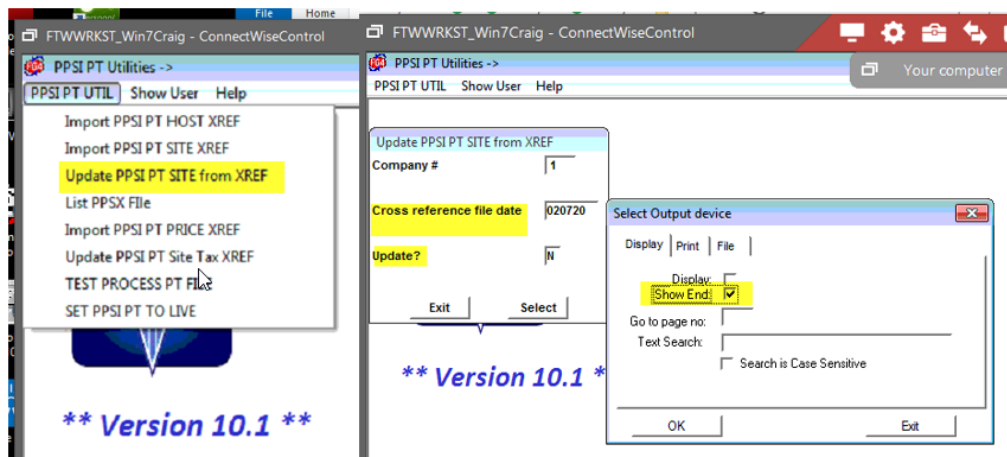 File Home
FTWWRKST_Win7Craig - ConnectWiseControl
PPSI PT Utilities ->
PPSI PT UTIL Show User Help
Import PPSI PT HOST XREF
Import PPSI PT SITE XREF
Update PPSI PT SITE from XREF
List PPSX FIle
Import PPSI PT PRICE XREF
Update PPSI PT Site Tax XREF
TEST PROCESS PT FILE
SET PPSI PT TO LIVE
** Version 10.1 **
FTWWRKST_Win7Craig - ConnectWiseControl
Your computer
PPSI PT Utilities ->
PPSI PT UTIL Show User Help
Update PPSI PT SITE from XREF
Company # 1
Cross reference file date 020720
Update? N
Exit Select
** Version 10.1 *
Select Output device
Display Print File
Display:
Show End:
Go to page no:
Text Search:
Search is Case Sensitive
OK Exit